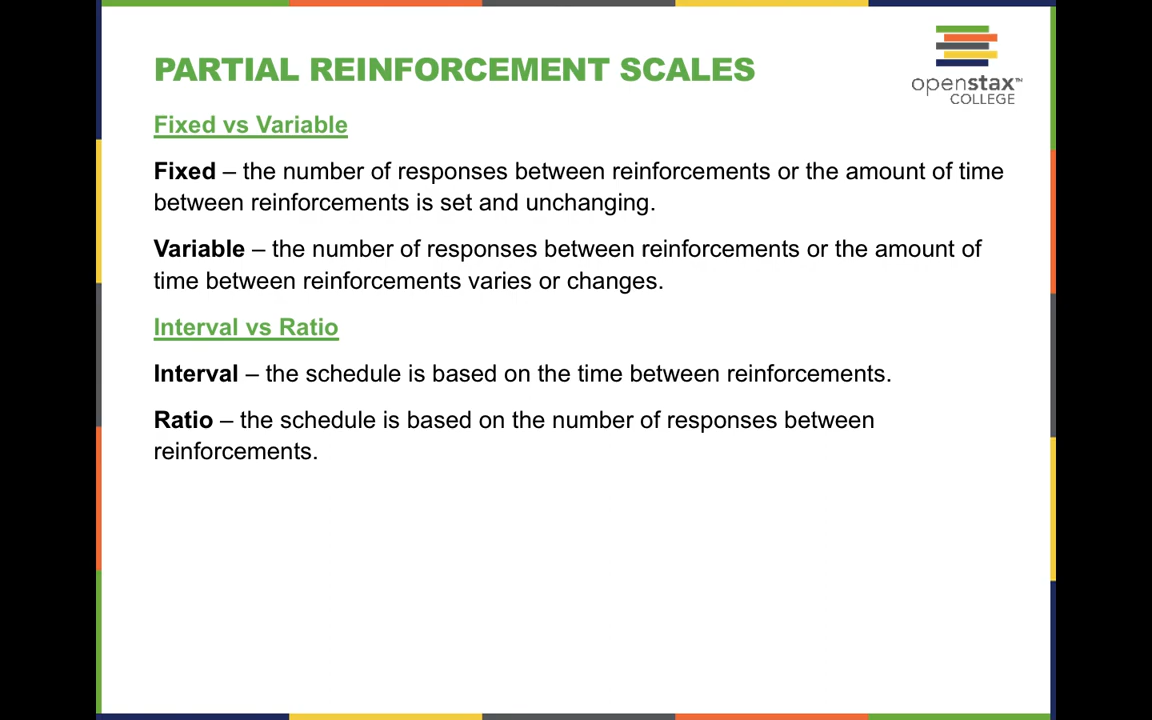 PARTIAL REINFORCEMENT SCALES
openstax™
COLLEGE
Fixed vs Variable
Fixed – the number of responses between reinforcements or the amount of time
between reinforcements is set and unchanging.
Variable – the number of responses between reinforcements or the amount of
time between reinforcements varies or changes.
Interval vs Ratio
Interval – the schedule is based on the time between reinforcements.
Ratio – the schedule is based on the number of responses between
reinforcements.